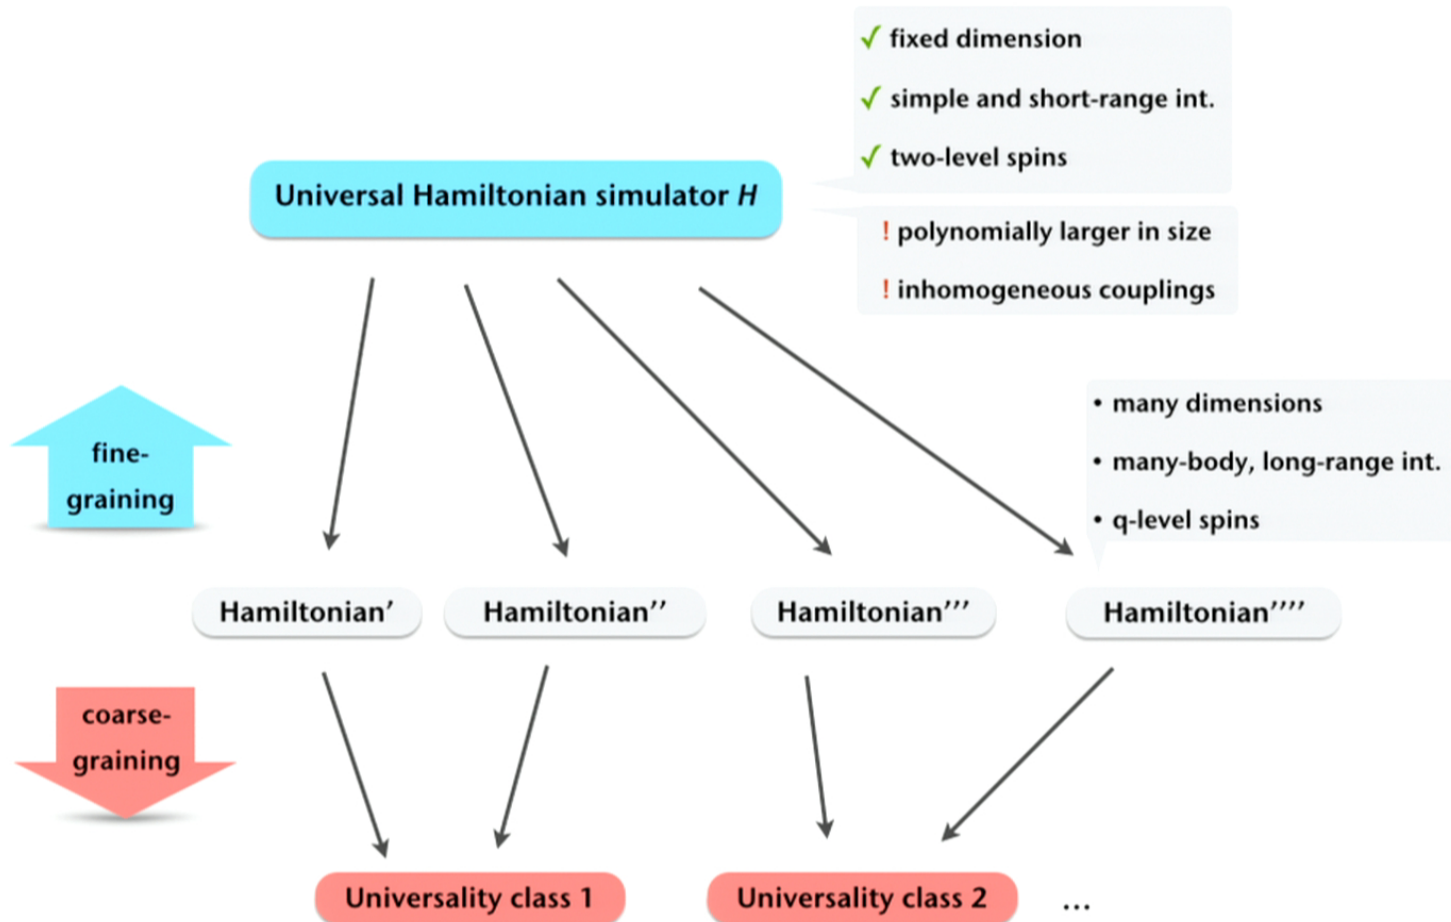 √ fixed dimension
√ simple and short-range int.
√ two-level spins
Universal Hamiltonian simulator H
! polynomially larger in size
! inhomogeneous couplings
fine-
graining
• many dimensions
• many-body, long-range int.
• q-level spins
Hamiltonian′
Hamiltonian′′
Hamiltonian′′′
Hamiltonian′′′′
coarse-
graining
Universality class 1
Universality class 2
...